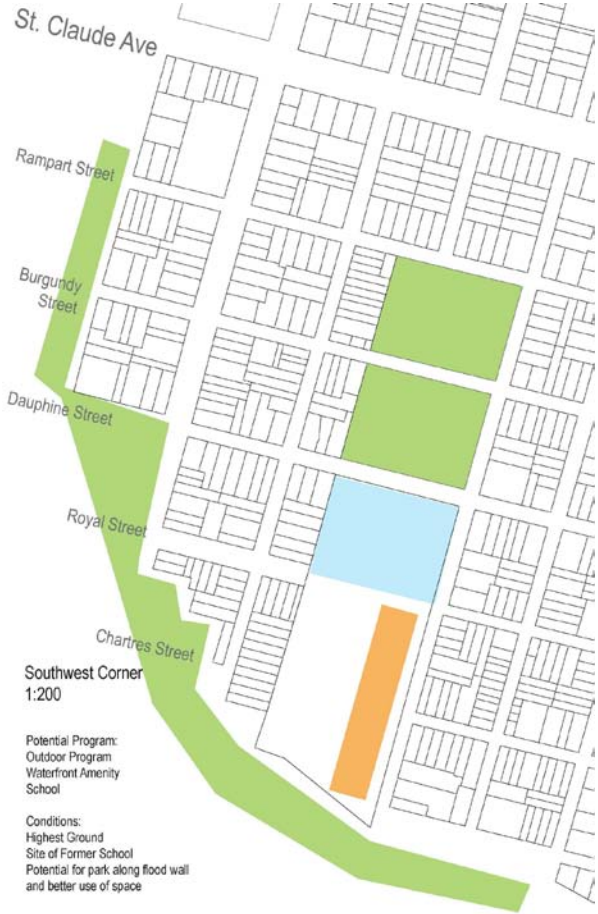 St. Claude Ave
Rampart Street
Burgundy
Street
Dauphine Street
Royal Street
Chartres Street
Southwest Corner
1:200
Potential Program:
Outdoor Program
Waterfront Amenity
School
Conditions:
Highest Ground
Site of Former School
Potential for park along flood wall
and better use of space